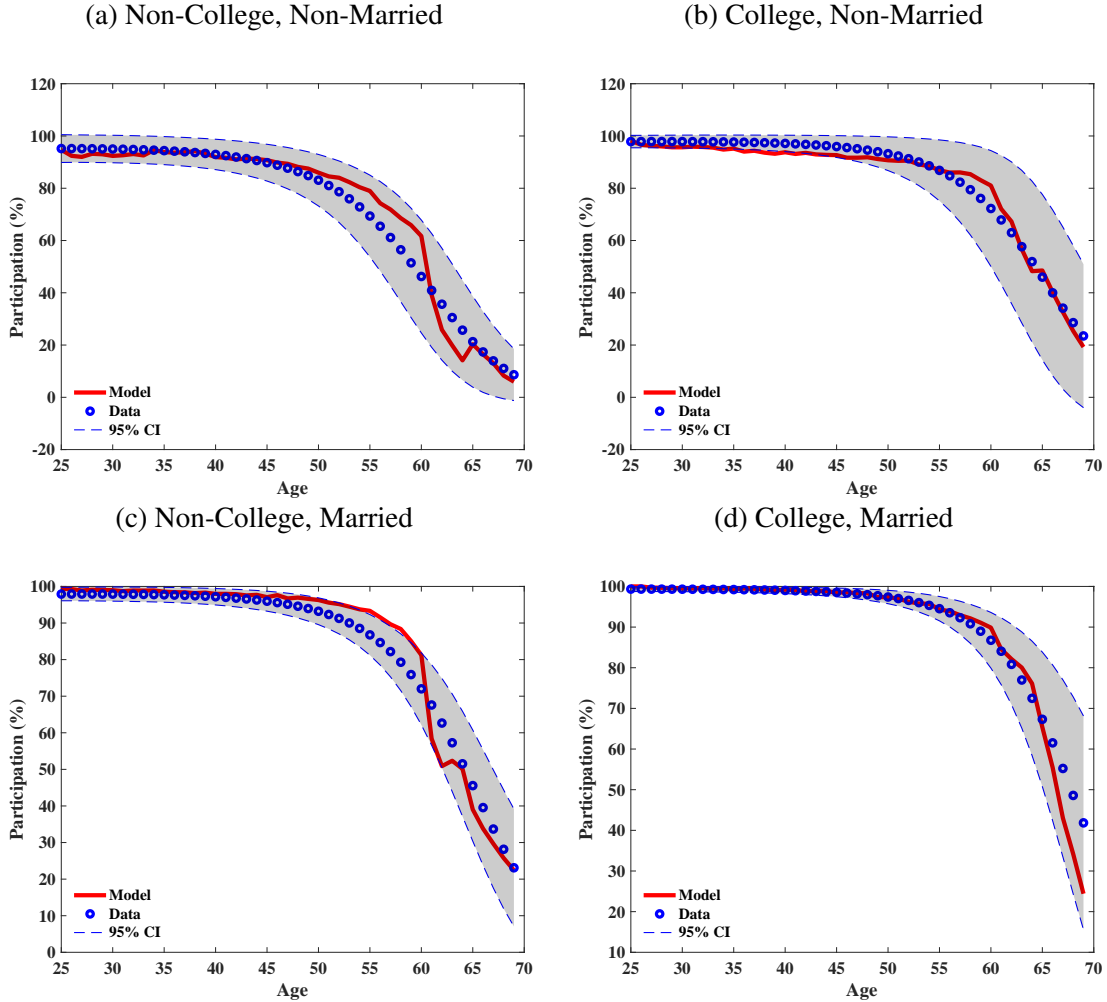 (a) Non-College, Non-Married
(b) College, Non-Married
120
100
80
60
40
20
0
-20
Participation (%)
Model
Data
95% CI
25 30 35 40 45 50 55 60 65 70
Age
120
100
80
60
40
20
0
-20
Participation (%)
Model
Data
95% CI
25 30 35 40 45 50 55 60 65 70
Age
(c) Non-College, Married
(d) College, Married
100
90
80
70
60
50
40
30
20
10
0
Participation (%)
Model
Data
95% CI
25 30 35 40 45 50 55 60 65 70
Age
100
90
80
70
60
50
40
30
20
10
Participation (%)
Model
Data
95% CI
25 30 35 40 45 50 55 60 65 70
Age